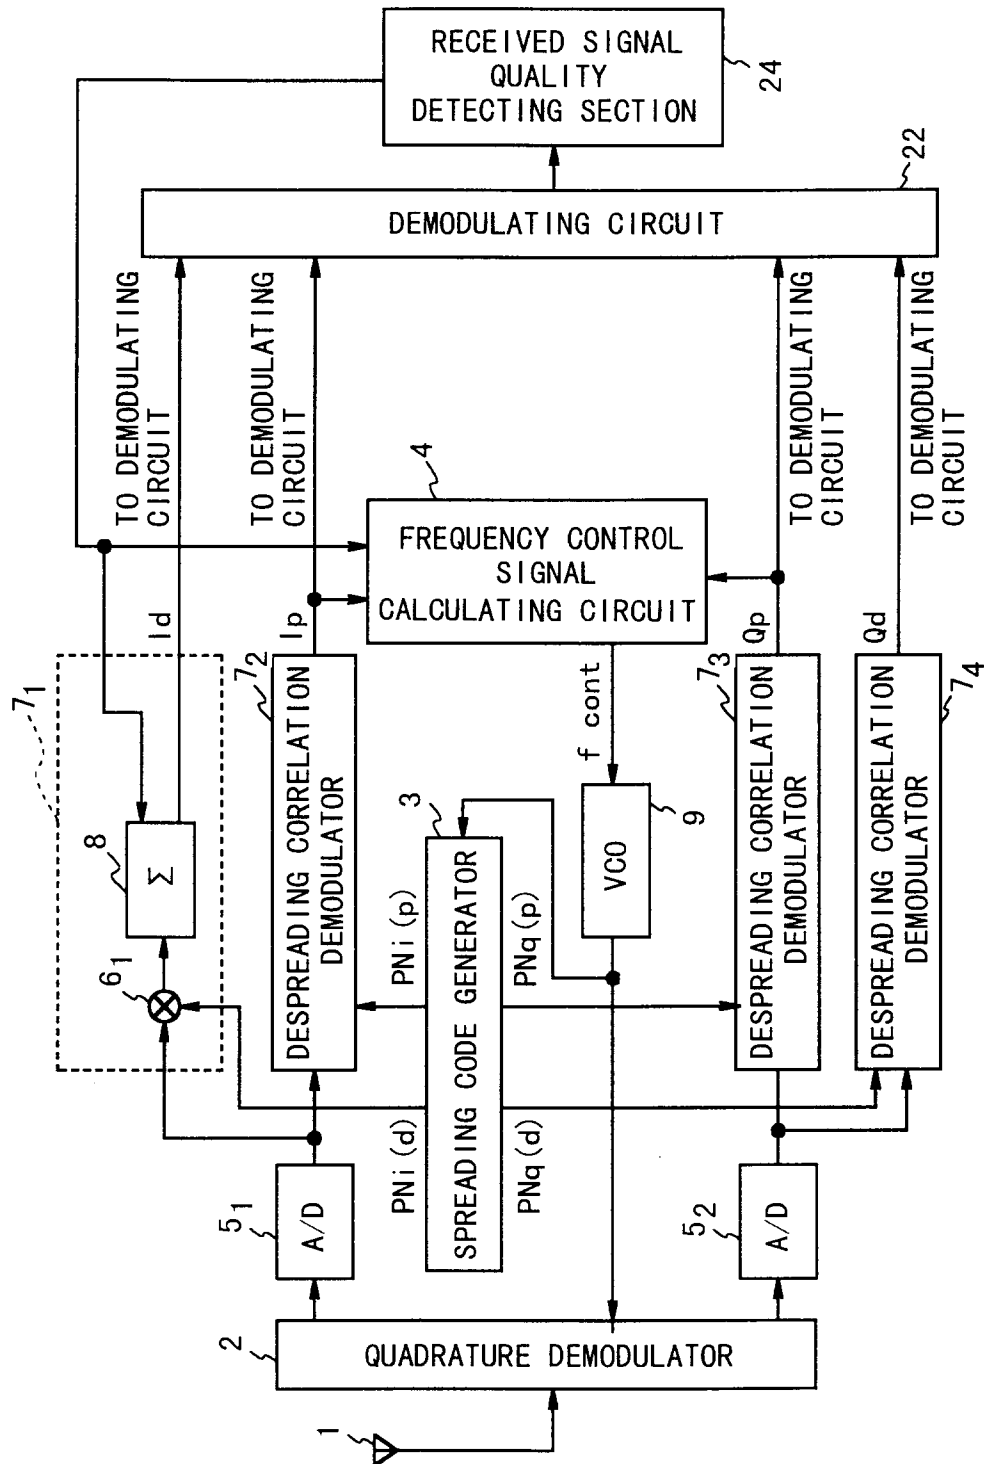 RECEIVED SIGNAL
QUALITY
DETECTING SECTION
24
DEMODULATING CIRCUIT
22
TO DEMODULATING
CIRCUIT
TO DEMODULATING
CIRCUIT
TO DEMODULATING
CIRCUIT
TO DEMODULATING
CIRCUIT
4
FREQUENCY CONTROL
SIGNAL
CALCULATING CIRCUIT
Id
Ip
Qp
Qd
71
8
Σ
61
72
DESPREADING CORRELATION
DEMODULATOR
f cont
VCO
9
3
SPREADING CODE GENERATOR
PNi(p)
PNq(p)
PNi(d)
PNq(d)
73
DESPREADING CORRELATION
DEMODULATOR
74
DESPREADING CORRELATION
DEMODULATOR
51
A/D
52
A/D
2
QUADRATURE DEMODULATOR
1